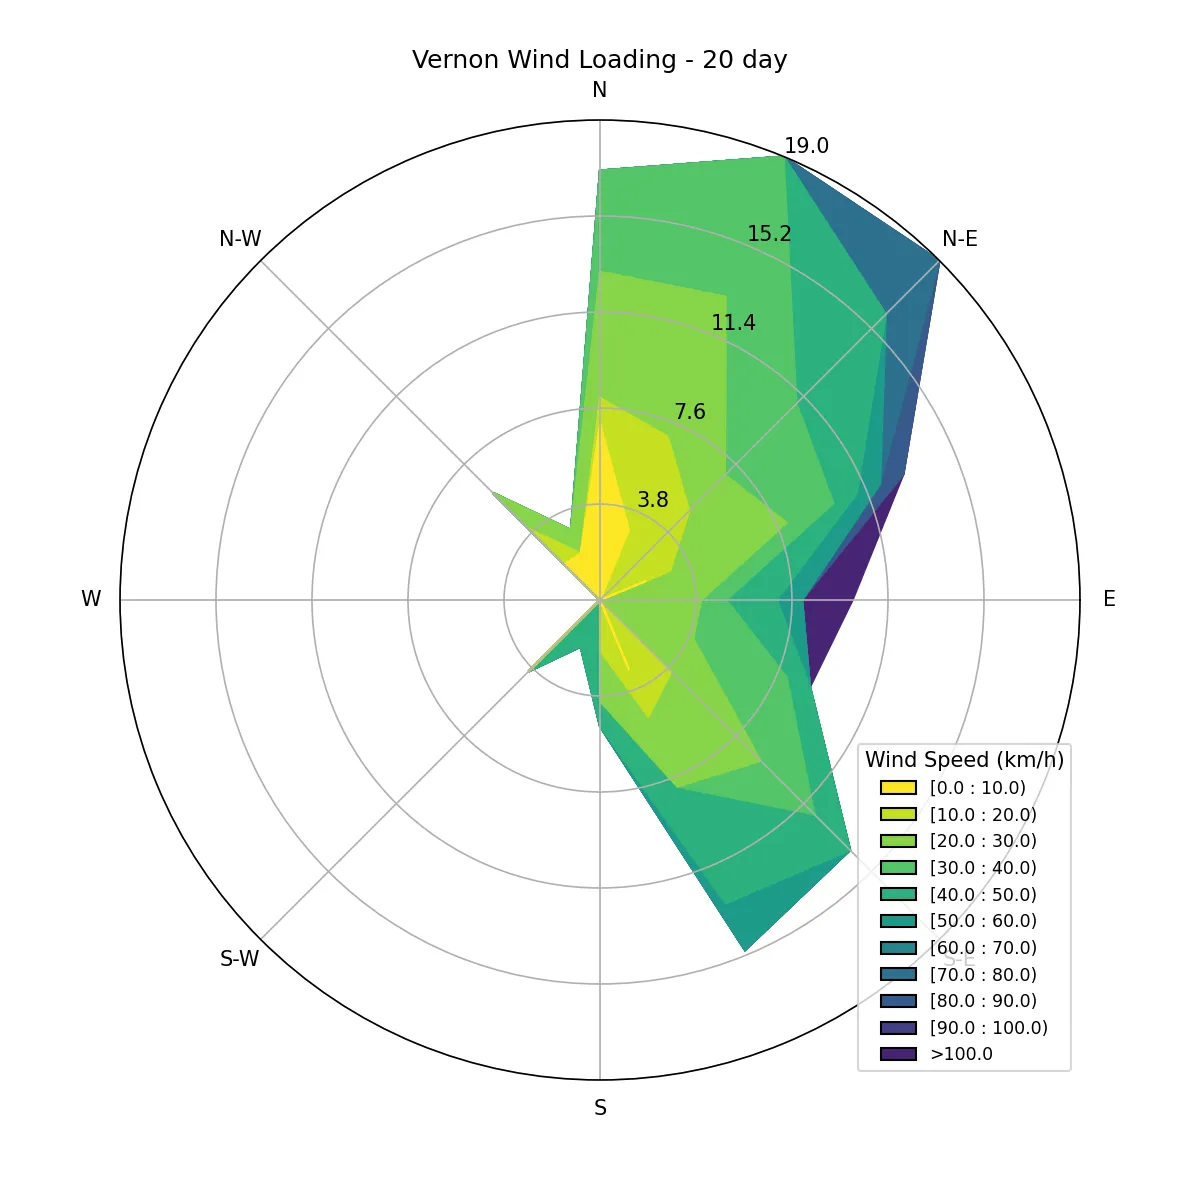 Vernon Wind Loading - 20 day
N
19.0
15.2
N-W
N-E
11.4
7.6
3.8
W
E
Wind Speed (km/h)
[0.0 : 10.0)
[10.0 : 20.0)
[20.0 : 30.0)
[30.0 : 40.0)
[40.0 : 50.0)
[50.0 : 60.0)
[60.0 : 70.0)
[70.0 : 80.0)
[80.0 : 90.0)
[90.0 : 100.0)
>100.0
S-W
S-E
S